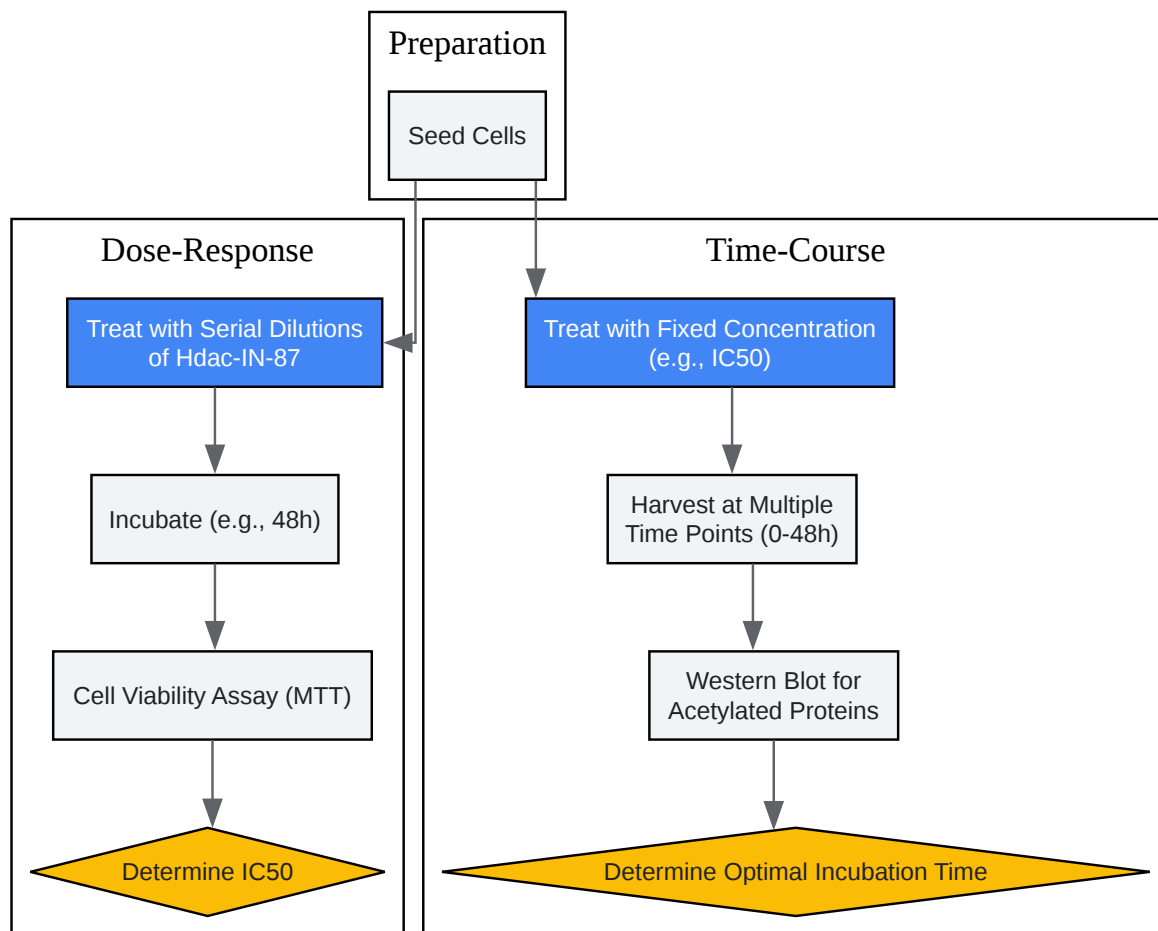 Preparation
Seed Cells
Dose-Response
Treat with Serial Dilutions
of Hdac-IN-87
Incubate (e.g., 48h)
Cell Viability Assay (MTT)
Determine IC50
Time-Course
Treat with Fixed Concentration
(e.g., IC50)
Harvest at Multiple
Time Points (0-48h)
Western Blot for
Acetylated Proteins
Determine Optimal Incubation Time